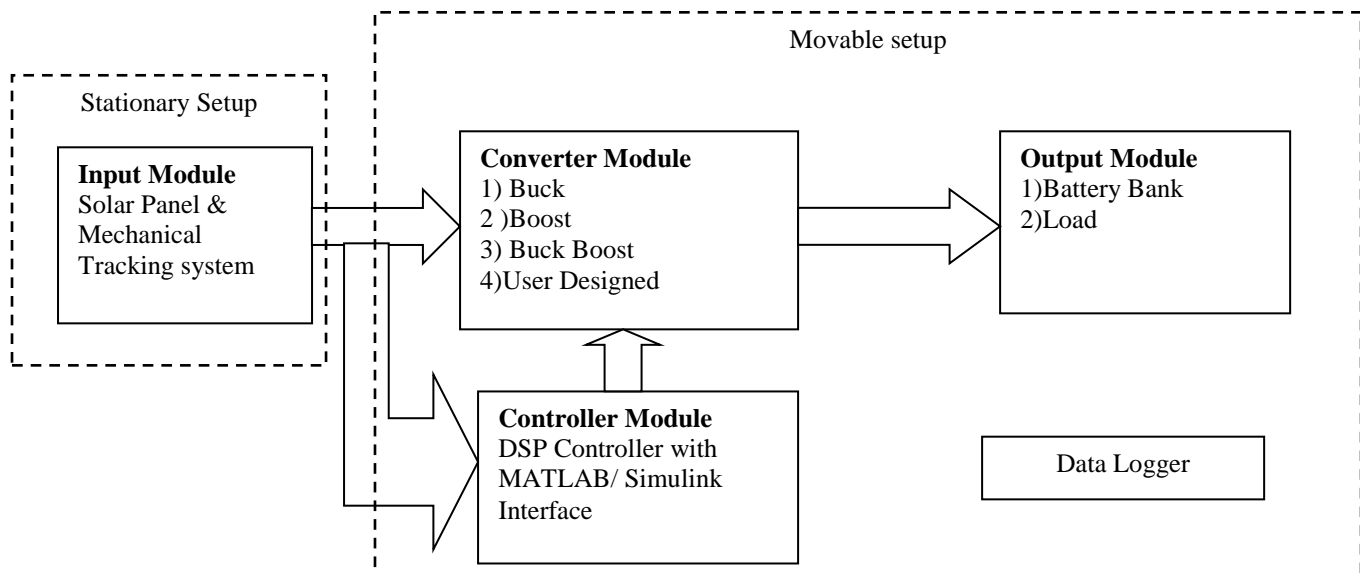 Movable setup
Stationary Setup
Input Module
Solar Panel &
Mechanical
Tracking system
Converter Module
1) Buck
2 )Boost
3) Buck Boost
4)User Designed
Output Module
1)Battery Bank
2)Load
Controller Module
DSP Controller with
MATLAB/ Simulink
Interface
Data Logger